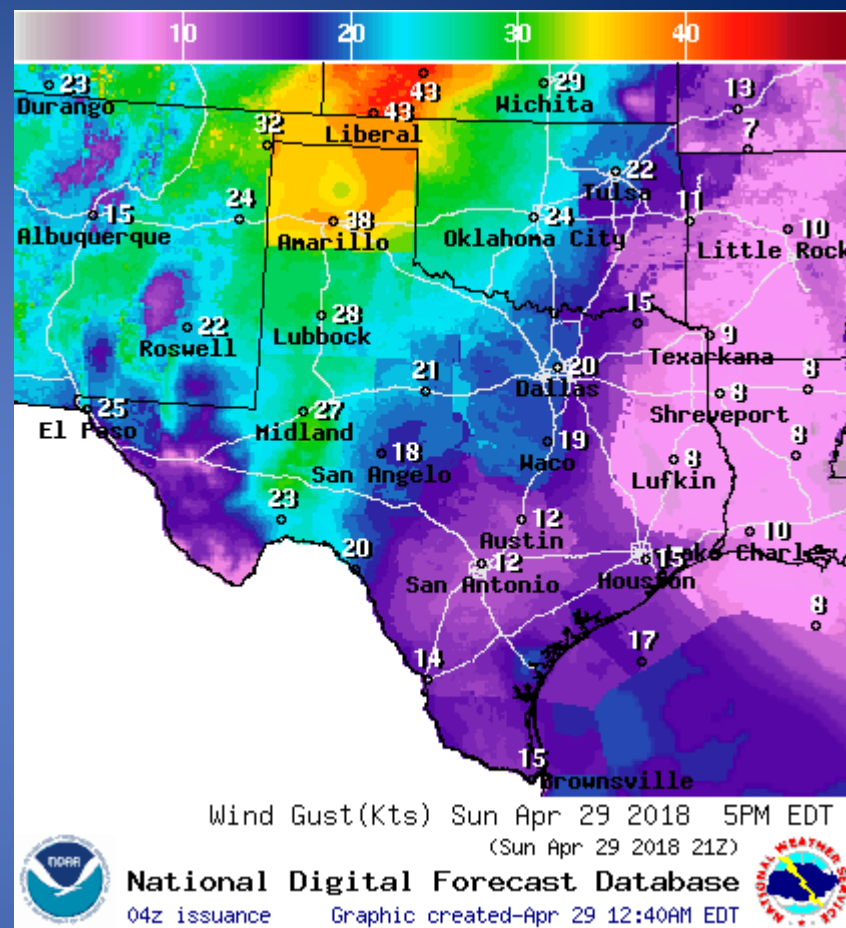 10 20 30 40
23 43 29 13
Durango 43 Wichita
32 Liberal 7
22
Tulsa
15 24 38 24 11 10
Albuquerque Amarillo Oklahoma City Little Rock
22 28 15 9
Roswell Lubbock Texarkana
21 20 8 8
Dallas Shreveport
25 27
El Paso Midland
18 19 8 8
San Angelo Waco Lufkin
23 12 10
Austin
20 12 15 Lake Charles
San Antonio Houston
8
14 17
15
Brownsville
Wind Gust(Kts) Sun Apr 29 2018 5PM EDT
(Sun Apr 29 2018 21Z)
National Digital Forecast Database
04z issuance Graphic created-Apr 29 12:40AM EDT
NOAA
NATIONAL WEATHER SERVICE